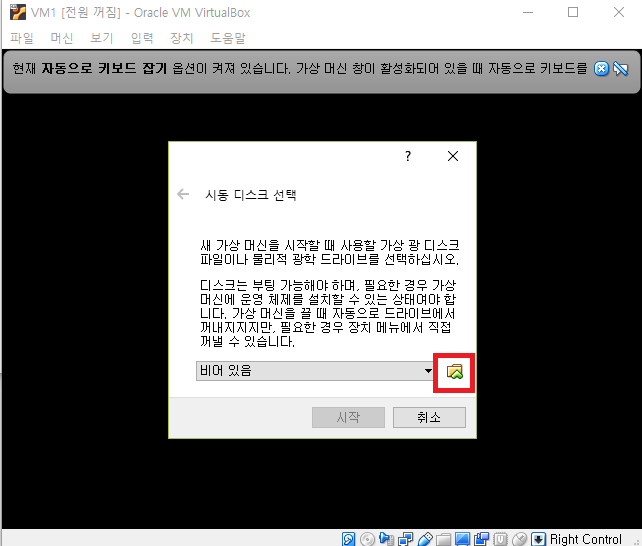 VM1 [전원 꺼짐] - Oracle VM VirtualBox
파일 머신 보기 입력 장치 도움말
현재 자동으로 키보드 잡기 옵션이 켜져 있습니다. 가상 머신 창이 활성화되어 있을 때 자동으로 키보드를
?
시동 디스크 선택
새 가상 머신을 시작할 때 사용할 가상 광 디스크
파일이나 물리적 광학 드라이브를 선택하십시오.
디스크는 부팅 가능해야 하며, 필요한 경우 가상
머신에 운영 체제를 설치할 수 있는 상태여야 합
니다. 가상 머신을 끌 때 자동으로 드라이브에서
꺼내지지지만, 필요한 경우 장치 메뉴에서 직접
꺼낼 수 있습니다.
비어 있음
시작 취소
Right Control